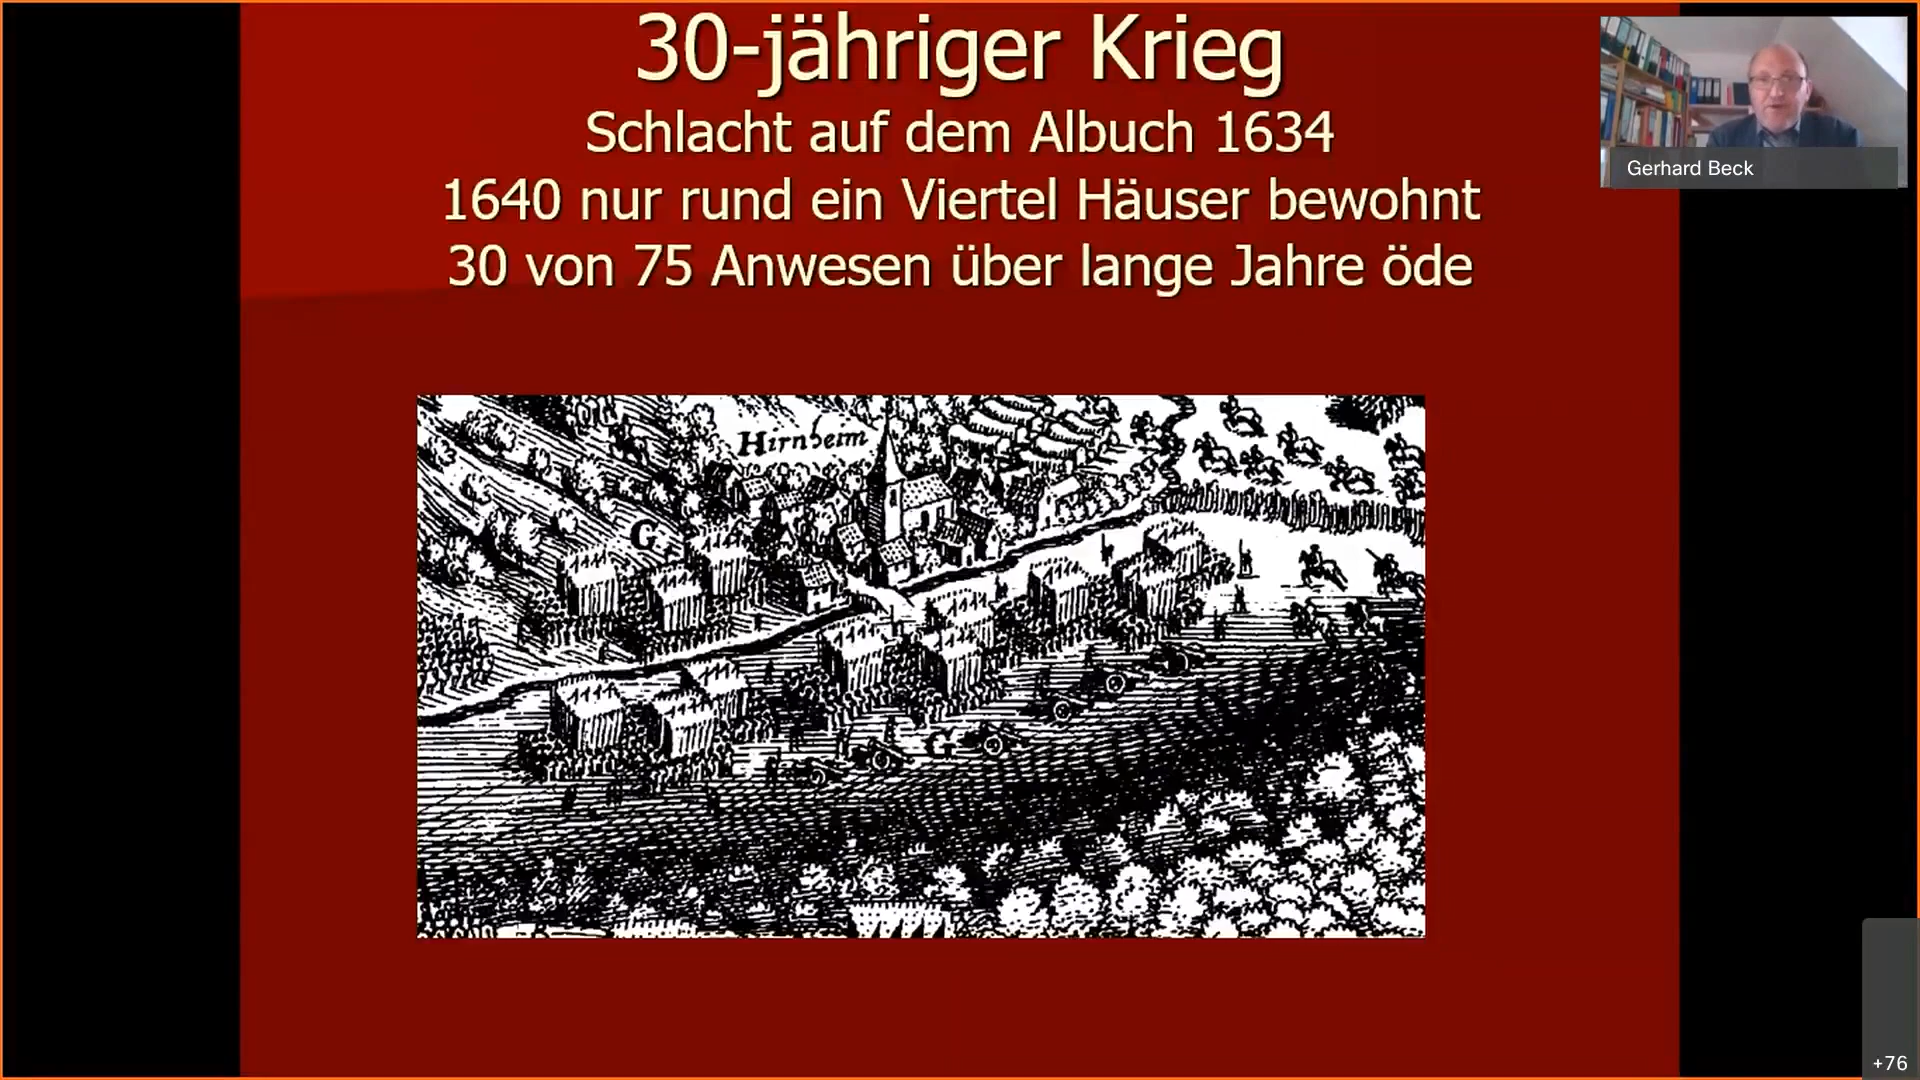 30-jähriger Krieg
Schlacht auf dem Albuch 1634
1640 nur rund ein Viertel Häuser bewohnt
30 von 75 Anwesen über lange Jahre öde
Gerhard Beck
Hirnheim
G
G
+76